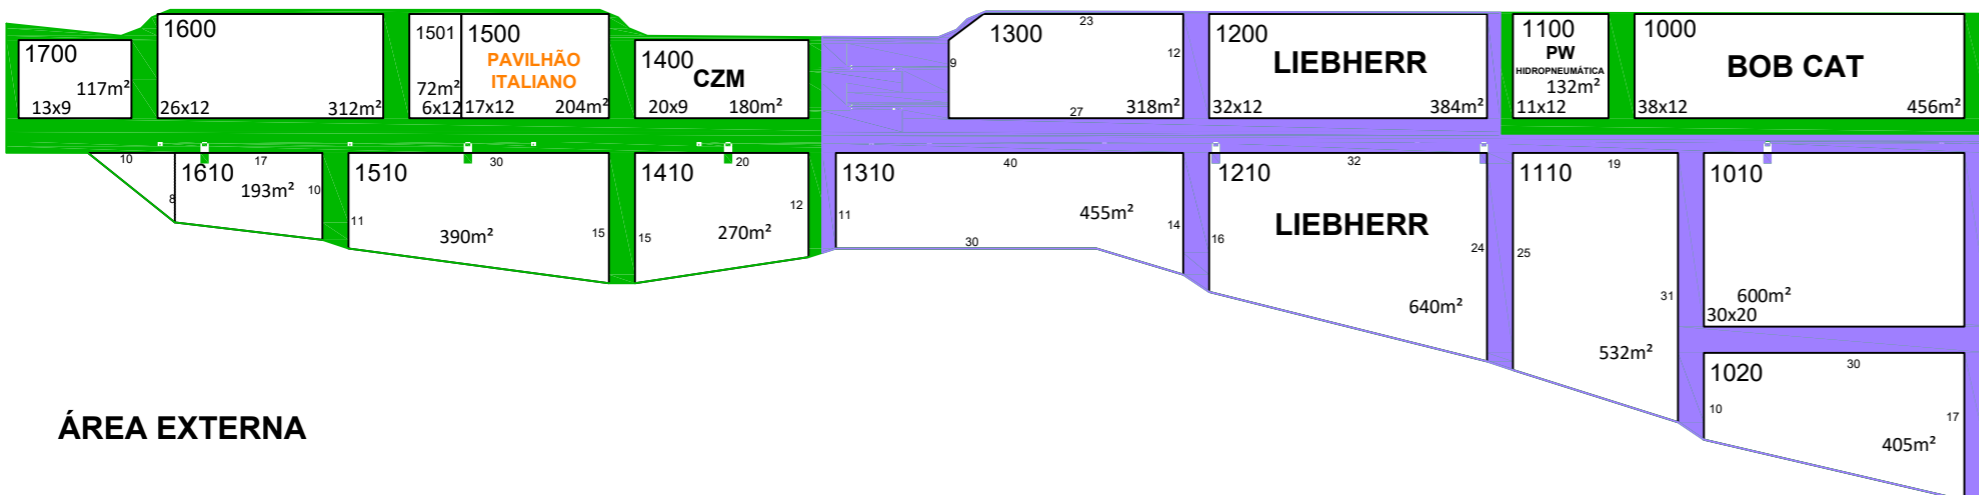 1700
117m²
13x9
1600
26x12
312m²
1501
72m²
6x12
1500
PAVILHÃO
ITALIANO
17x12
204m²
1400
CZM
20x9
180m²
1300
23
12
9
27
318m²
1200
LIEBHERR
32x12
384m²
1100
PW
HIDROPNEUMÁTICA
132m²
11x12
1000
BOB CAT
38x12
456m²
10
8
17
1610
193m²
10
30
1510
11
15
390m²
20
1410
12
15
270m²
40
1310
11
455m²
14
30
32
1210
LIEBHERR
16
24
640m²
19
1110
25
31
532m²
1010
600m²
30x20
1020
30
10
17
405m²
ÁREA EXTERNA